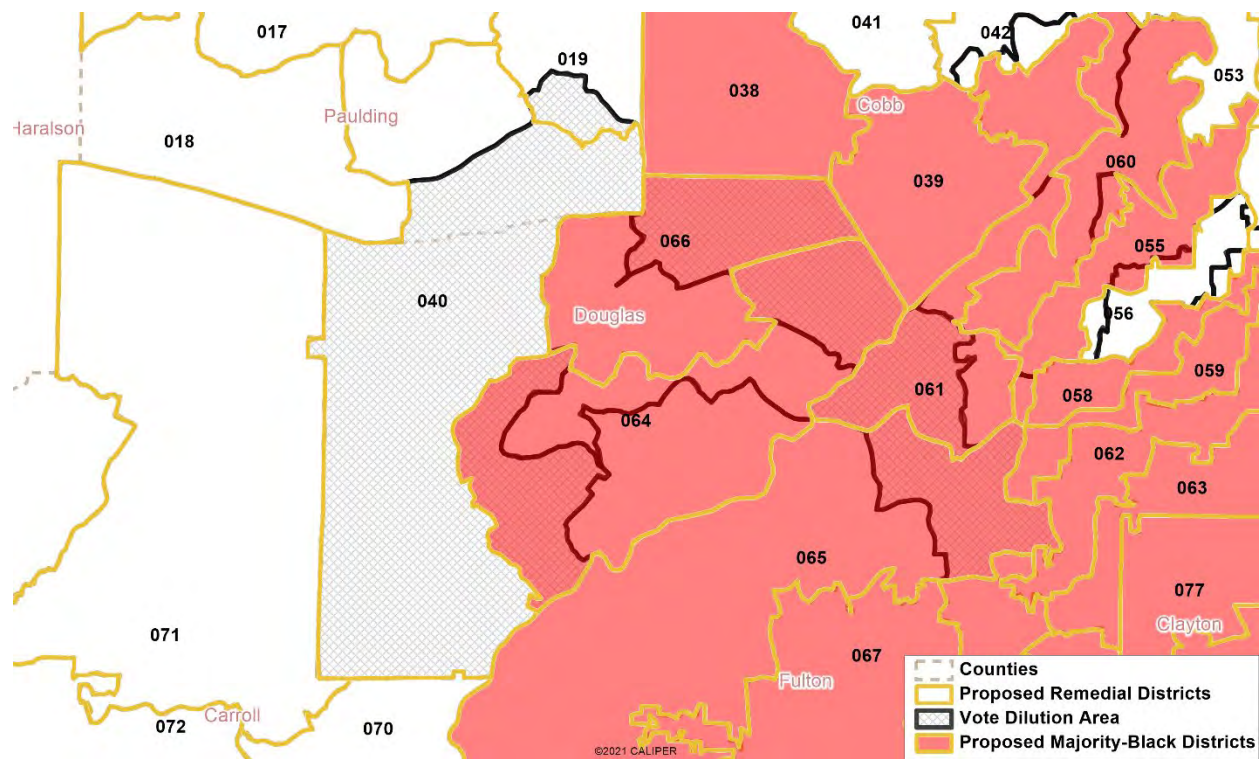 041
042
017
019
053
038
Cobb
Paulding
Haralson
018
060
039
066
055
040
056
Douglas
059
061
058
064
062
063
065
077
Clayton
071
067
Fulton
072
Carroll
070
Counties
Proposed Remedial Districts
Vote Dilution Area
Proposed Majority-Black Districts
©2021 CALIPER